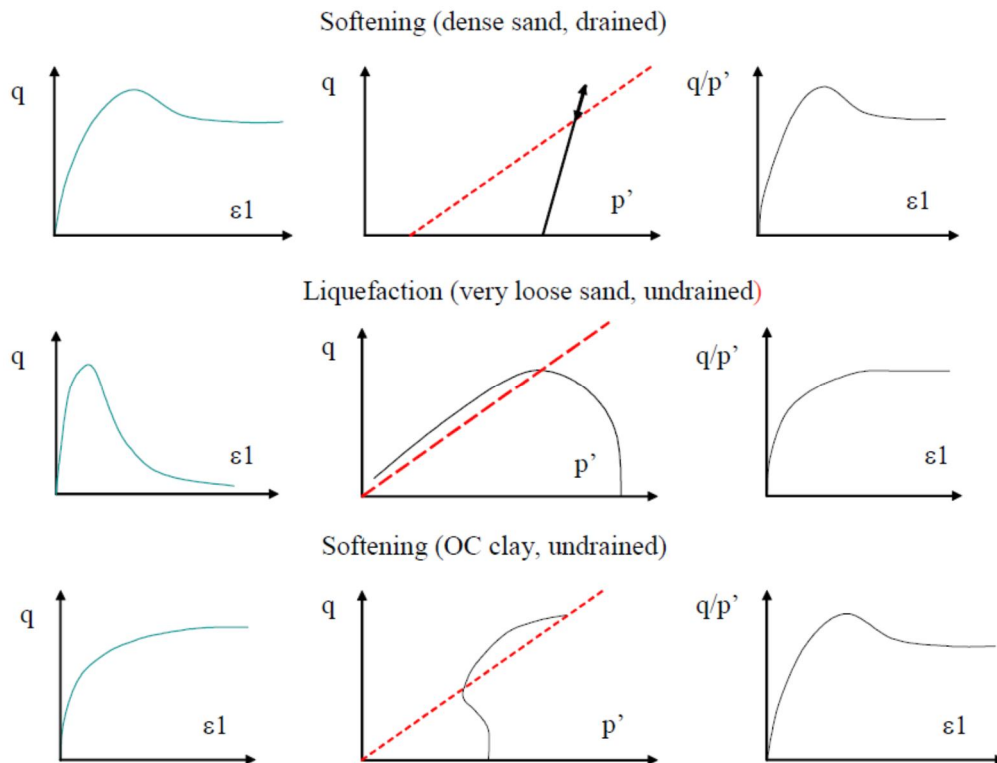 Softening (dense sand, drained)
q
ε1
p’
q/p’
ε1
Liquefaction (very loose sand, undrained)
q
ε1
q
p’
q/p’
ε1
Softening (OC clay, undrained)
q
ε1
q
p’
q/p’
ε1